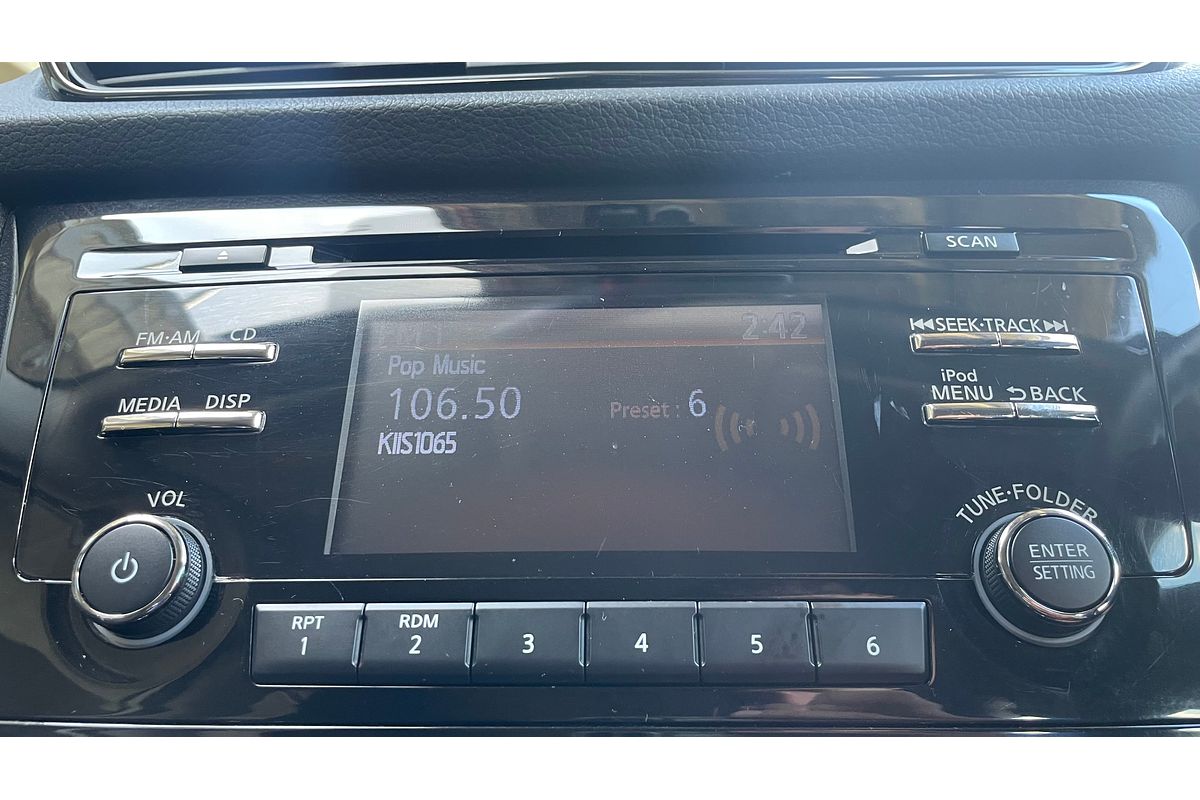 SCAN
FM·AM CD
MEDIA DISP
VOL
2:42
Pop Music
106.50
Preset : 6
KIIS1065
SEEK·TRACK
iPod
MENU BACK
TUNE·FOLDER
ENTER
SETTING
RPT RDM
1 2 3 4 5 6